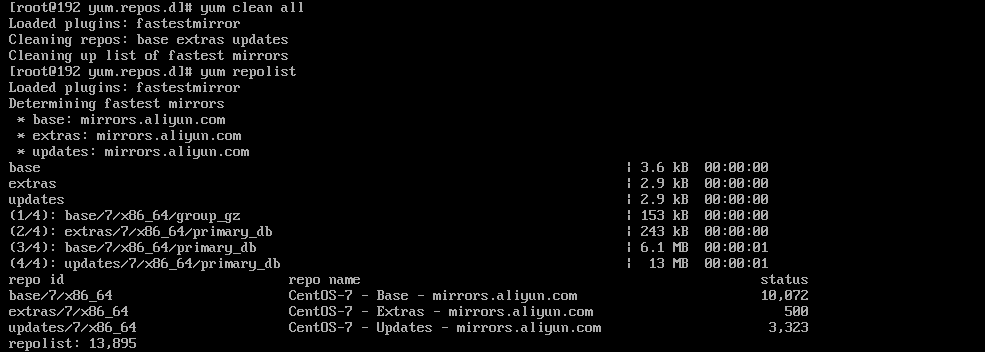 [root@192 yum.repos.d]# yum clean all
Loaded plugins: fastestmirror
Cleaning repos: base extras updates
Cleaning up list of fastest mirrors
[root@192 yum.repos.d]# yum repolist
Loaded plugins: fastestmirror
Determining fastest mirrors
 * base: mirrors.aliyun.com
 * extras: mirrors.aliyun.com
 * updates: mirrors.aliyun.com
base | 3.6 kB 00:00:00
extras | 2.9 kB 00:00:00
updates | 2.9 kB 00:00:00
(1/4): base/7/x86_64/group_gz | 153 kB 00:00:00
(2/4): extras/7/x86_64/primary_db | 243 kB 00:00:00
(3/4): base/7/x86_64/primary_db | 6.1 MB 00:00:01
(4/4): updates/7/x86_64/primary_db | 13 MB 00:00:01
repo id repo name status
base/7/x86_64 CentOS-7 - Base - mirrors.aliyun.com 10,072
extras/7/x86_64 CentOS-7 - Extras - mirrors.aliyun.com 500
updates/7/x86_64 CentOS-7 - Updates - mirrors.aliyun.com 3,323
repolist: 13,895